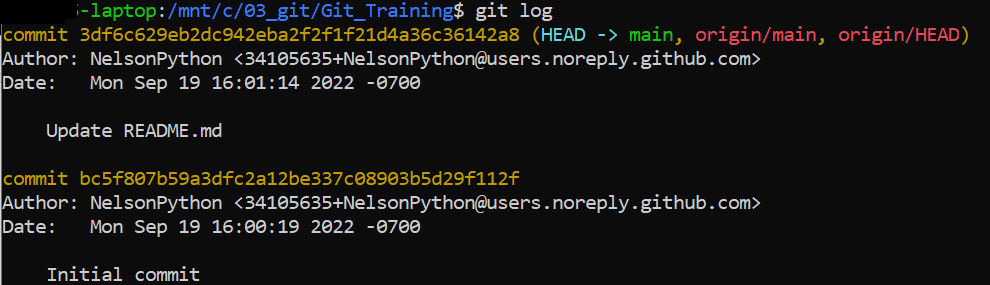 5-laptop:/mnt/c/03_git/Git_Training$ git log
commit 3df6c629eb2dc942eba2f2f1f21d4a36c36142a8 (HEAD -> main, origin/main, origin/HEAD)
Author: NelsonPython <34105635+NelsonPython@users.noreply.github.com>
Date:   Mon Sep 19 16:01:14 2022 -0700
    Update README.md
commit bc5f807b59a3dfc2a12be337c08903b5d29f112f
Author: NelsonPython <34105635+NelsonPython@users.noreply.github.com>
Date:   Mon Sep 19 16:00:19 2022 -0700
    Initial commit